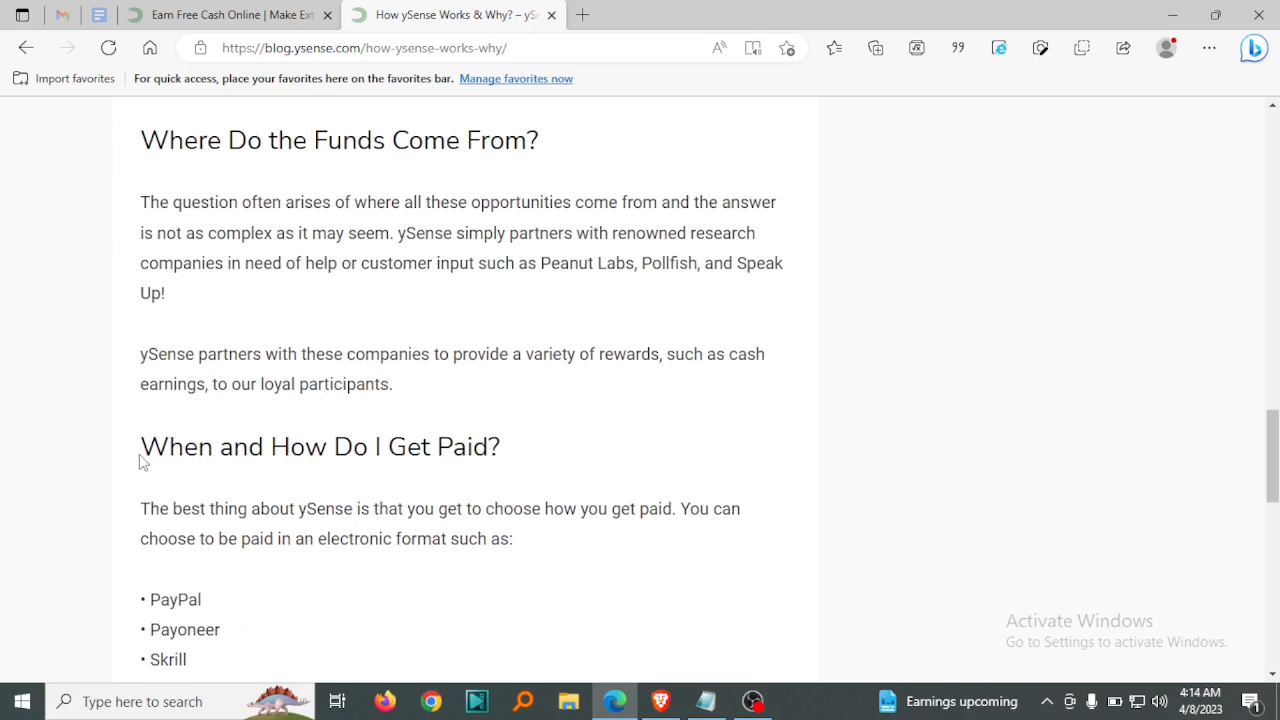 Earn Free Cash Online | Make Ext
How ySense Works & Why? – yS
https://blog.ysense.com/how-ysense-works-why/
Import favorites
For quick access, place your favorites here on the favorites bar. Manage favorites now
Where Do the Funds Come From?
The question often arises of where all these opportunities come from and the answer
is not as complex as it may seem. ySense simply partners with renowned research
companies in need of help or customer input such as Peanut Labs, Pollfish, and Speak
Up!
ySense partners with these companies to provide a variety of rewards, such as cash
earnings, to our loyal participants.
When and How Do I Get Paid?
The best thing about ySense is that you get to choose how you get paid. You can
choose to be paid in an electronic format such as:
• PayPal
• Payoneer
• Skrill
Activate Windows
Go to Settings to activate Windows.
Type here to search
Earnings upcoming
4:14 AM
4/8/2023
1